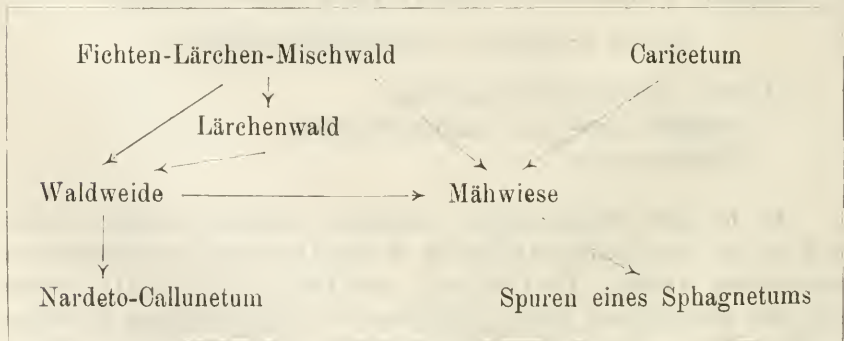 Fichten-Lärchen-Mischwald Caricetum
Lärchenwald
Waldweide Mähwiese
Nardeto-Callunetum Spuren eines Sphagnetums